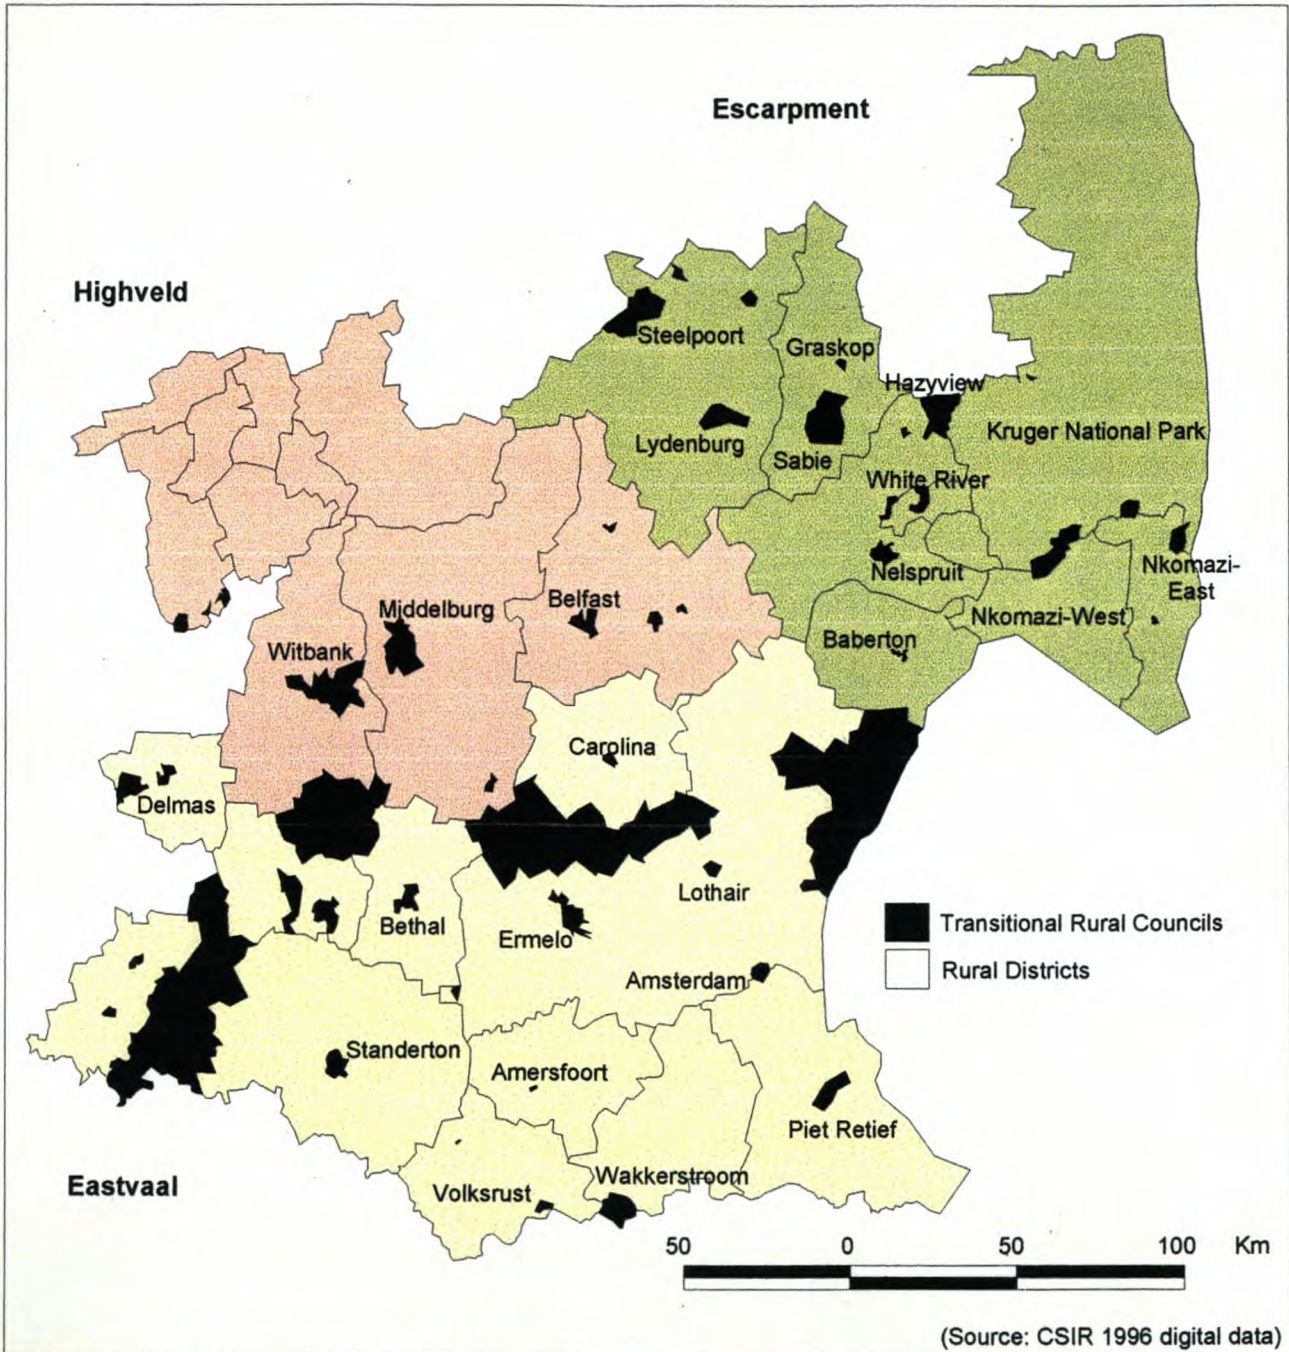 Escarpment
Highveld
Steelpoort
Graskop
Hazyview
Kruger National Park
Lydenburg
Sabie
White River
Nelspruit
Nkomazi-
East
Nkomazi-West
Baberton
Middelburg
Belfast
Witbank
Carolina
Delmas
Lothair
Bethal
Ermelo
Transitional Rural Councils
Rural Districts
Amsterdam
Standerton
Amersfoort
Piet Retief
Eastvaal
Volksrust
Wakkerstroom
50 0 50 100 Km
(Source: CSIR 1996 digital data)